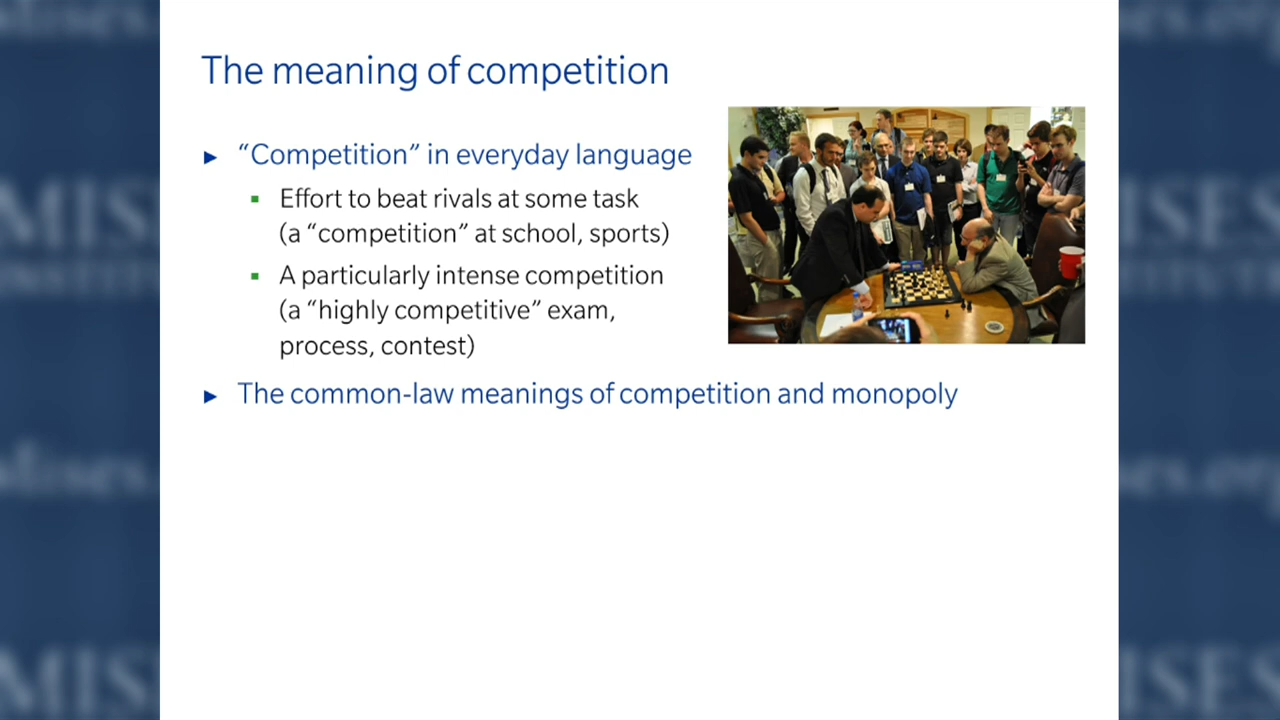 The meaning of competition
► “Competition” in everyday language
▪ Effort to beat rivals at some task
(a “competition” at school, sports)
▪ A particularly intense competition
(a “highly competitive” exam,
process, contest)
► The common-law meanings of competition and monopoly